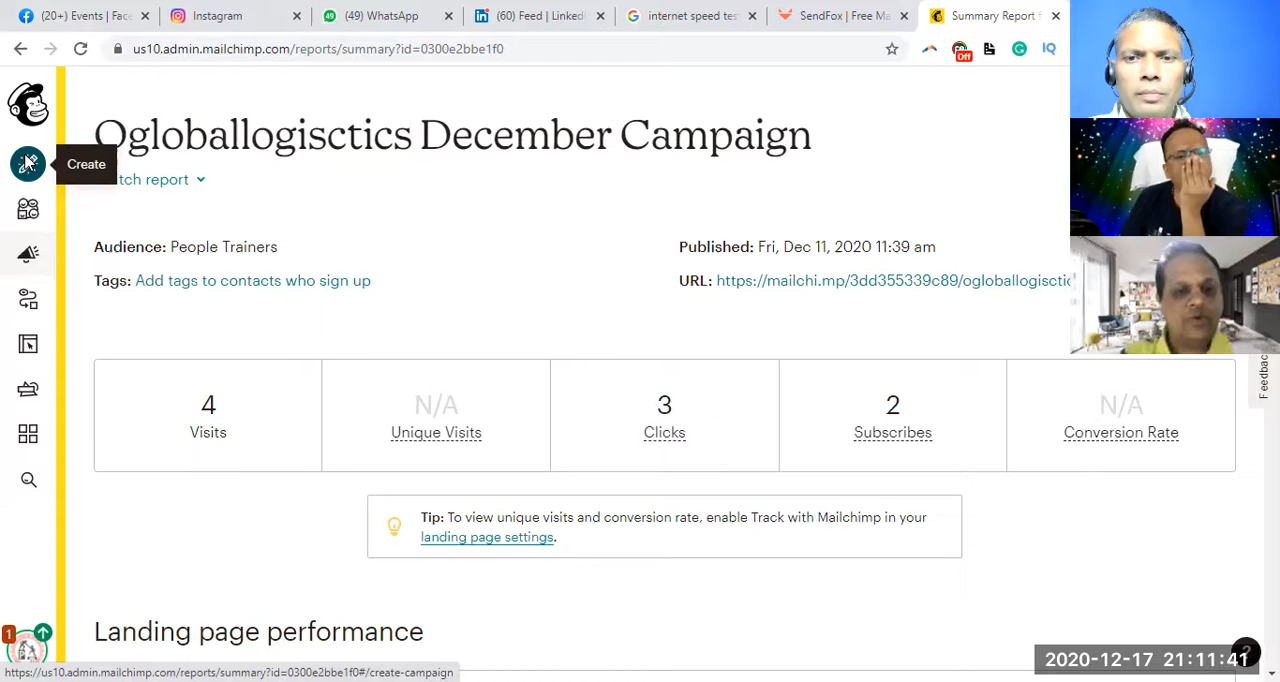 (20+) Events | Face
Instagram
(49) WhatsApp
(60) Feed | LinkedI
internet speed tes
SendFox | Free Ma
Summary Report f
us10.admin.mailchimp.com/reports/summary?id=0300e2bbe1f0
Off
IQ
Ogloballogisctics December Campaign
Create
tch report
Audience: People Trainers
Published: Fri, Dec 11, 2020 11:39 am
Tags: Add tags to contacts who sign up
URL: https://mailchi.mp/3dd355339c89/ogloballogisctic
Feedbac
4
Visits
N/A
Unique Visits
3
Clicks
2
Subscribes
N/A
Conversion Rate
Tip: To view unique visits and conversion rate, enable Track with Mailchimp in your
landing page settings.
Landing page performance
1
2020-12-17 21:11:41
?
https://us10.admin.mailchimp.com/reports/summary?id=0300e2bbe1f0#/create-campaign